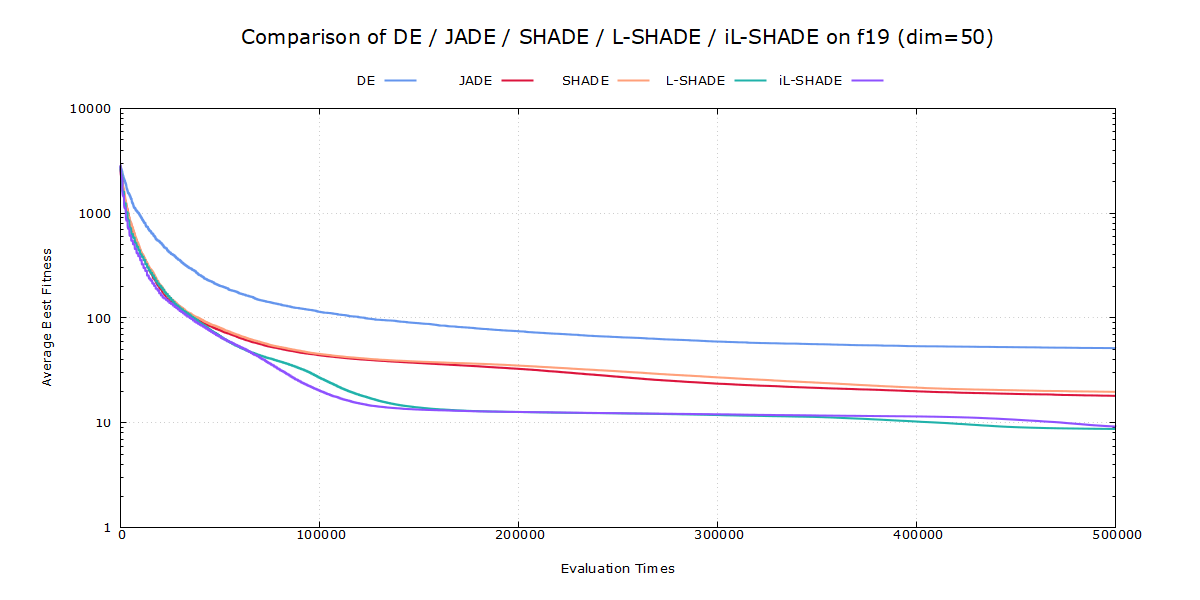 Comparison of DE / JADE / SHADE / L-SHADE / iL-SHADE on f19 (dim=50)
DE JADE SHADE L-SHADE iL-SHADE
10000
1000
100
10
1
Average Best Fitness
0 100000 200000 300000 400000 500000
Evaluation Times